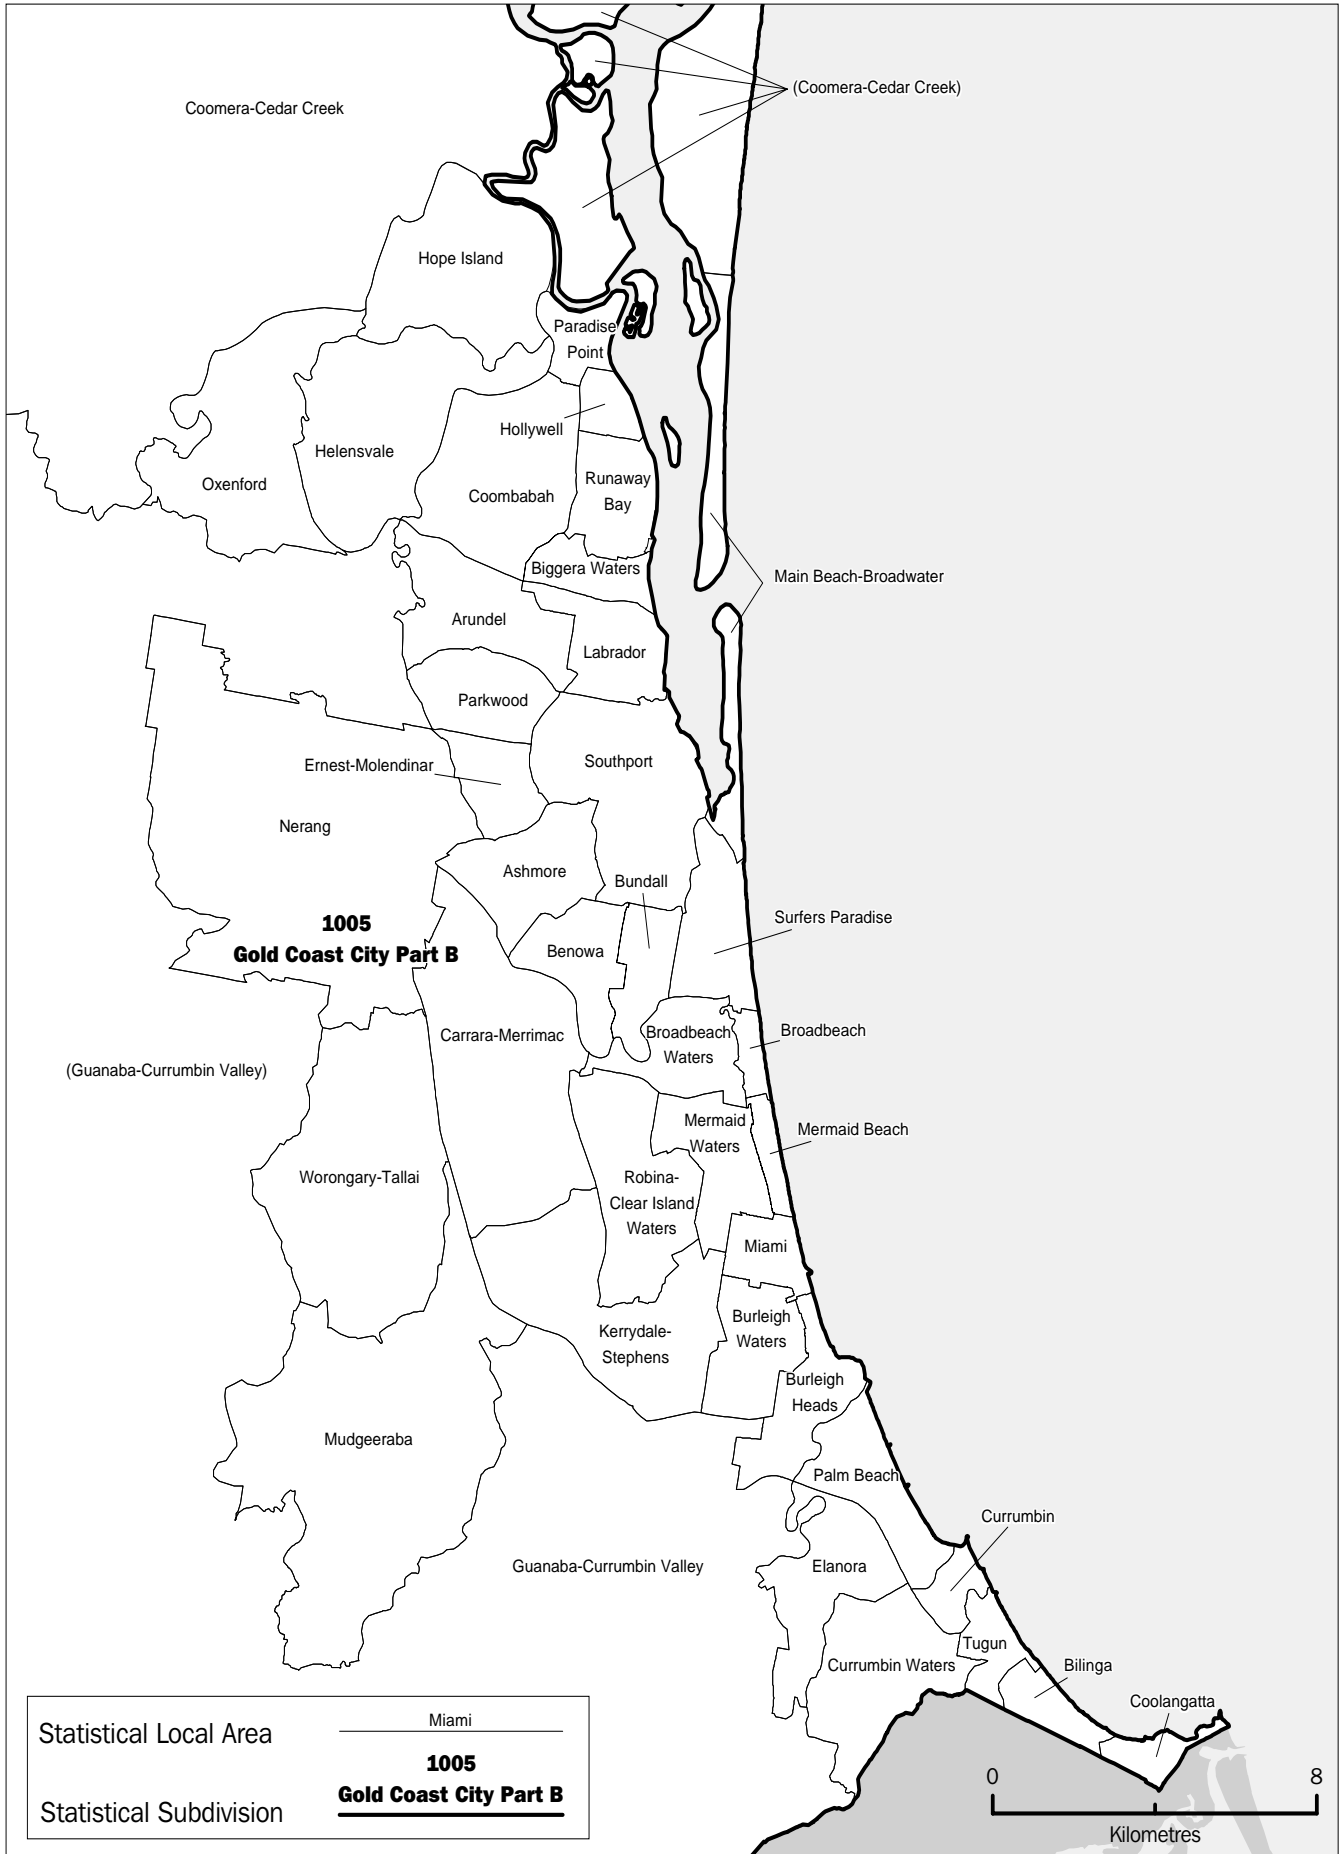 (Coomera-Cedar Creek)
Coomera-Cedar Creek
Hope Island
Paradise
Point
Hollywell
Helensvale
Oxenford
Coombabah
Runaway
Bay
Biggera Waters
Main Beach-Broadwater
Arundel
Labrador
Parkwood
Southport
Ernest-Molendinar
Nerang
Ashmore
Bundall
Surfers Paradise
1005
Gold Coast City Part B
Benowa
Carrara-Merrimac
Broadbeach
Waters
Broadbeach
(Guanaba-Currumbin Valley)
Mermaid
Waters
Mermaid Beach
Worongary-Tallai
Robina-
Clear Island
Waters
Miami
Burleigh
Waters
Kerrydale-
Stephens
Burleigh
Heads
Mudgeeraba
Palm Beach
Currumbin
Guanaba-Currumbin Valley
Elanora
Tugun
Currumbin Waters
Bilinga
Coolangatta
Statistical Local Area
Miami
1005
Gold Coast City Part B
Statistical Subdivision
0 8
Kilometres